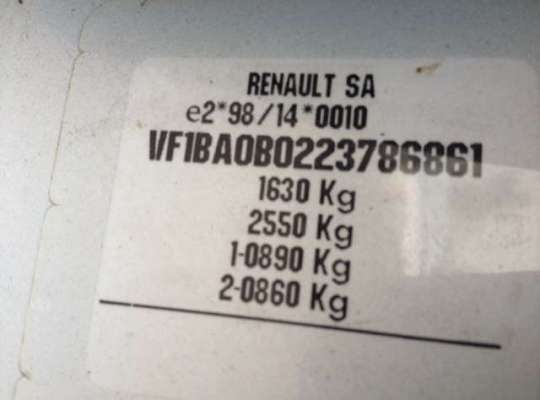 RENAULT SA
e2*98/14*0010
VF1BA0B0223786861
1630 Kg
2550 Kg
1-0890 Kg
2-0860 Kg